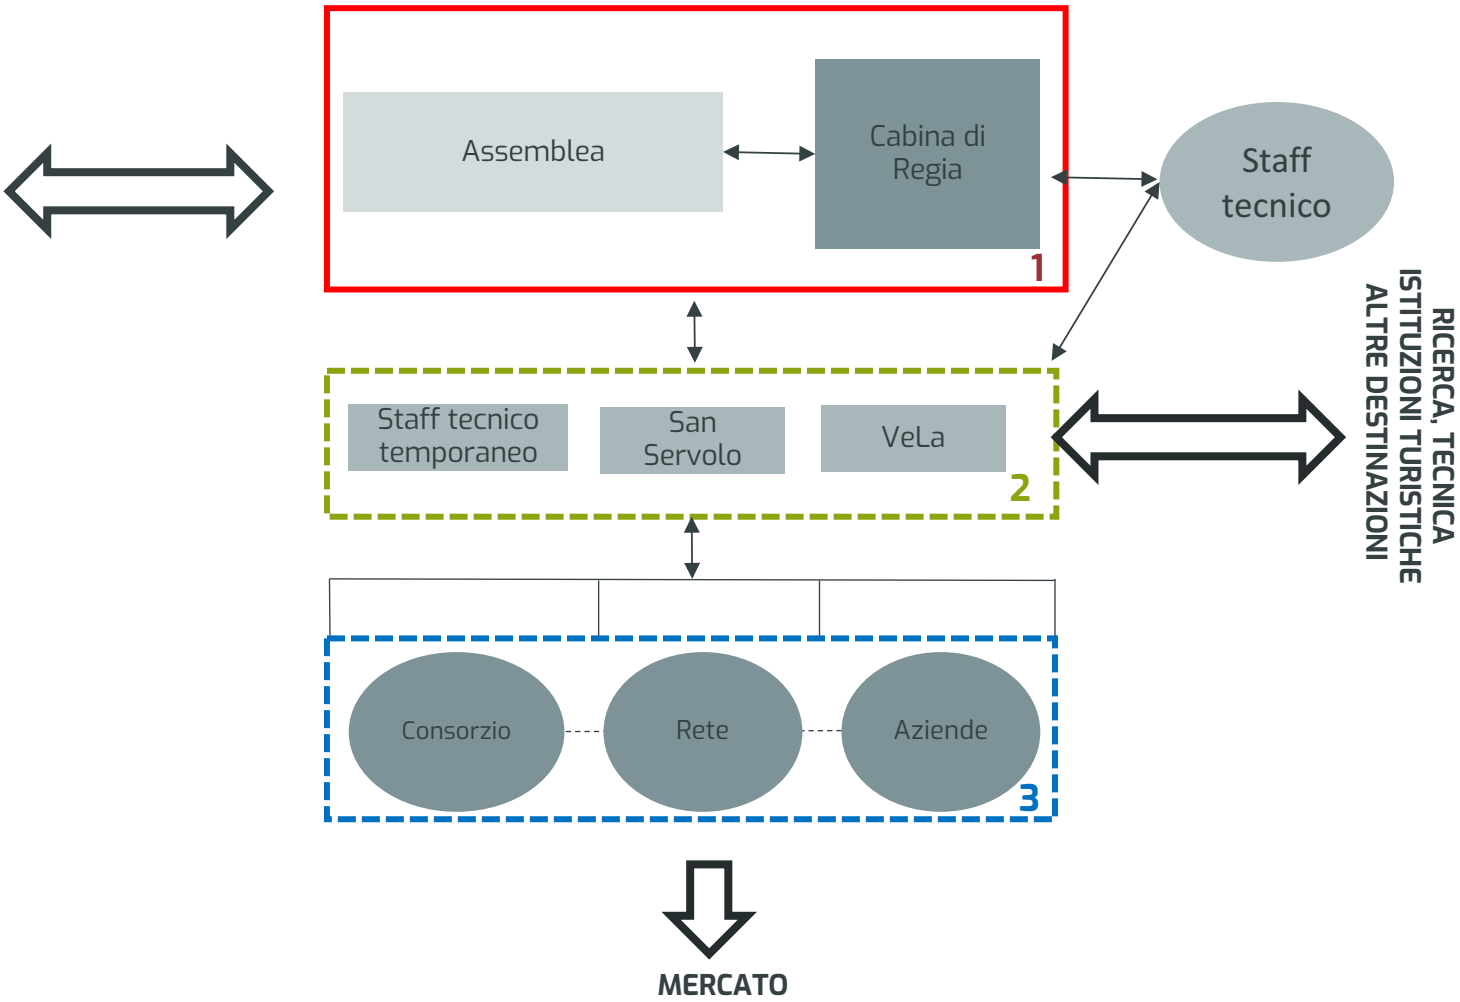 Assemblea
Cabina di
Regia
1
Staff
tecnico
RICERCA, TECNICA
ISTITUZIONI TURISTICHE
ALTRE DESTINAZIONI
Staff tecnico
temporaneo
San
Servolo
VeLa
2
Consorzio
Rete
Aziende
3
MERCATO